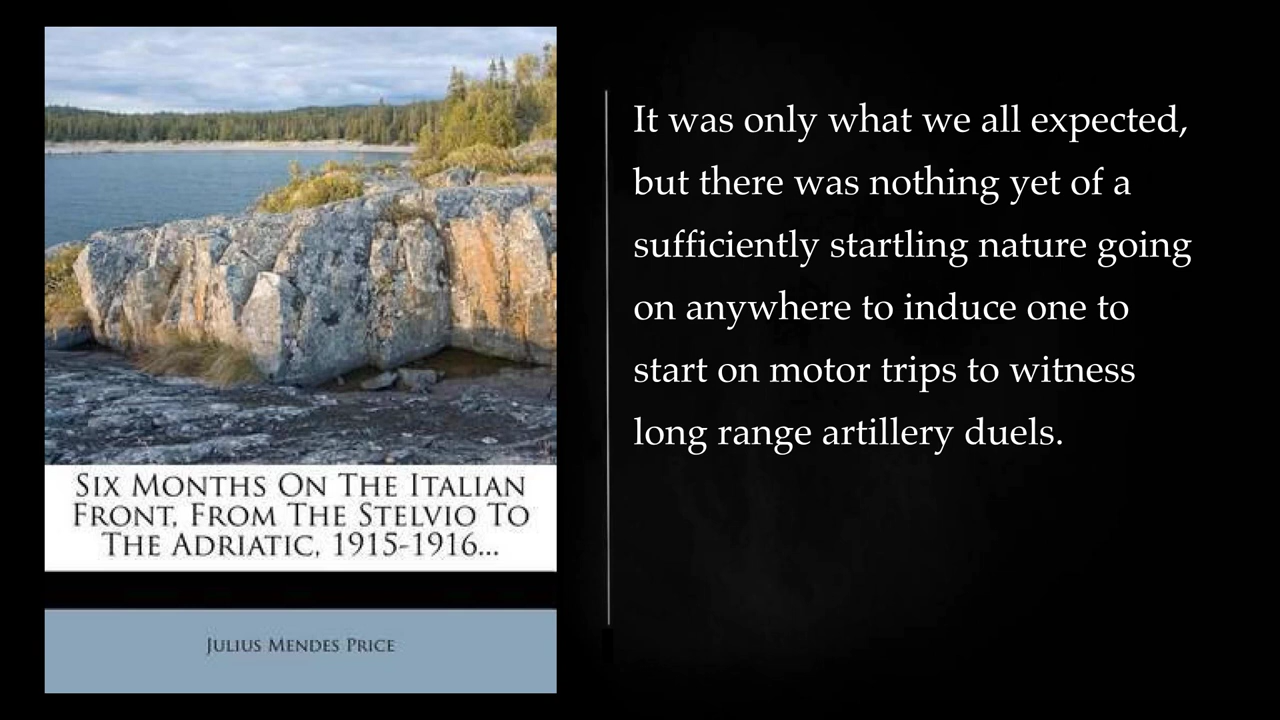 SIX MONTHS ON THE ITALIAN
FRONT, FROM THE STELVIO TO
THE ADRIATIC, 1915-1916...
JULIUS MENDES PRICE
It was only what we all expected,
but there was nothing yet of a
sufficiently startling nature going
on anywhere to induce one to
start on motor trips to witness
long range artillery duels.